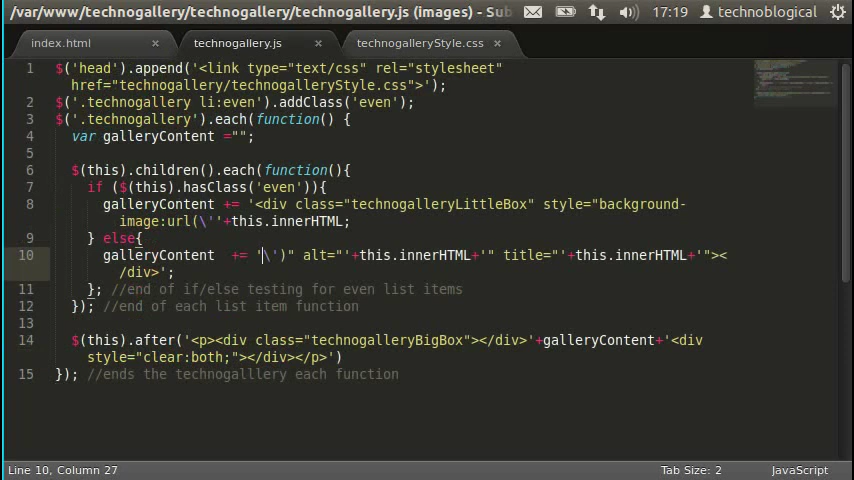 /var/www/technogallery/technogallery/technogallery.js (images) - Sub
17:19
technoblogical
index.html ×
technogallery.js ×
technogalleryStyle.css ×
1 $('head').append('<link type="text/css" rel="stylesheet"
href="technogallery/technogalleryStyle.css">');
2 $('.technogallery li:even').addClass('even');
3 $('.technogallery').each(function() {
4 var galleryContent ="";
5
6 $(this).children().each(function(){
7 if ($(this).hasClass('even')){
8 galleryContent += '<div class="technogalleryLittleBox" style="background-
image:url(\''+this.innerHTML;
9 } else{
10 galleryContent  += '\')" alt="'+this.innerHTML+'" title="'+this.innerHTML+'"><
/div>';
11 }; //end of if/else testing for even list items
12 }); //end of each list item function
13
14 $(this).after('<p><div class="technogalleryBigBox"></div>'+galleryContent+'<div
style="clear:both;"></div></p>')
15 }); //ends the technogalllery each function
Line 10, Column 27
Tab Size: 2
JavaScript